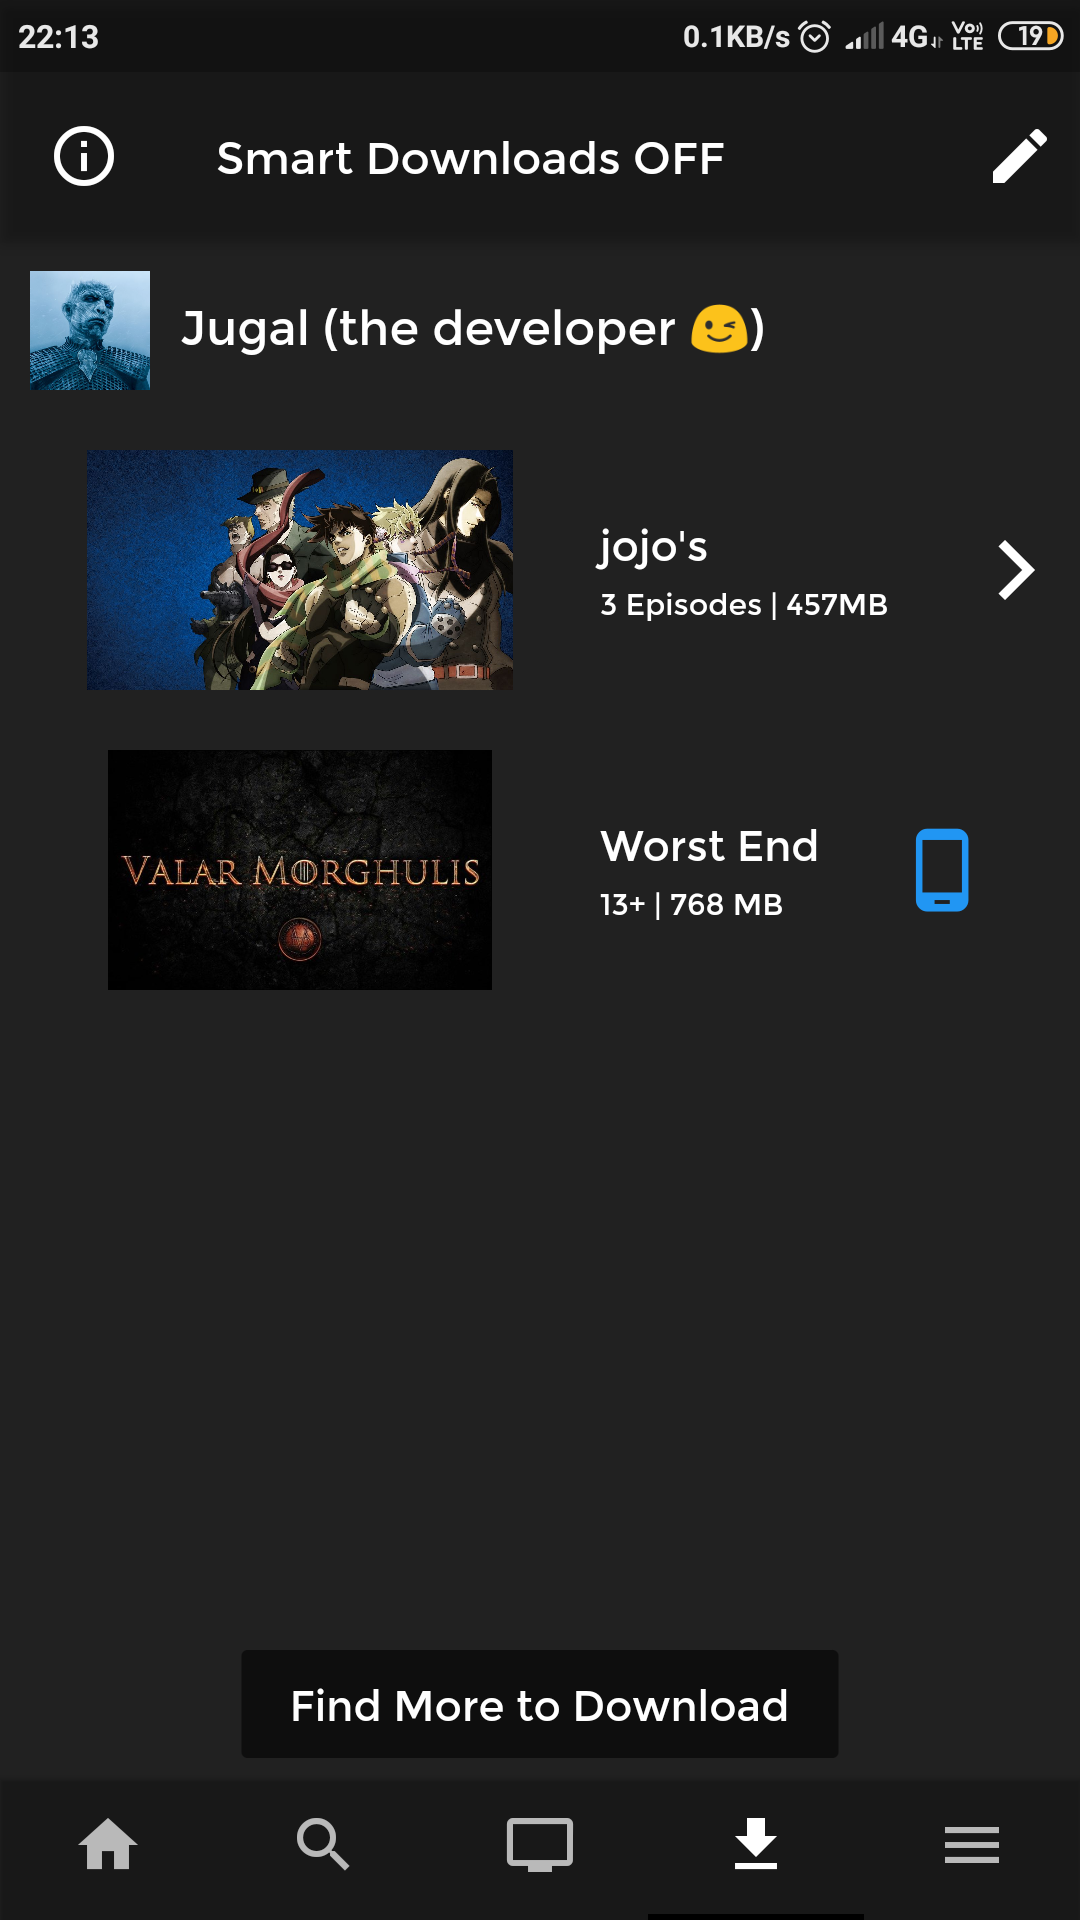 22:13 0.1KB/s 4G Vo) LTE 19
Smart Downloads OFF
Jugal (the developer 😉)
jojo's
3 Episodes | 457MB
VALAR MORGHULIS
Worst End
13+ | 768 MB
Find More to Download